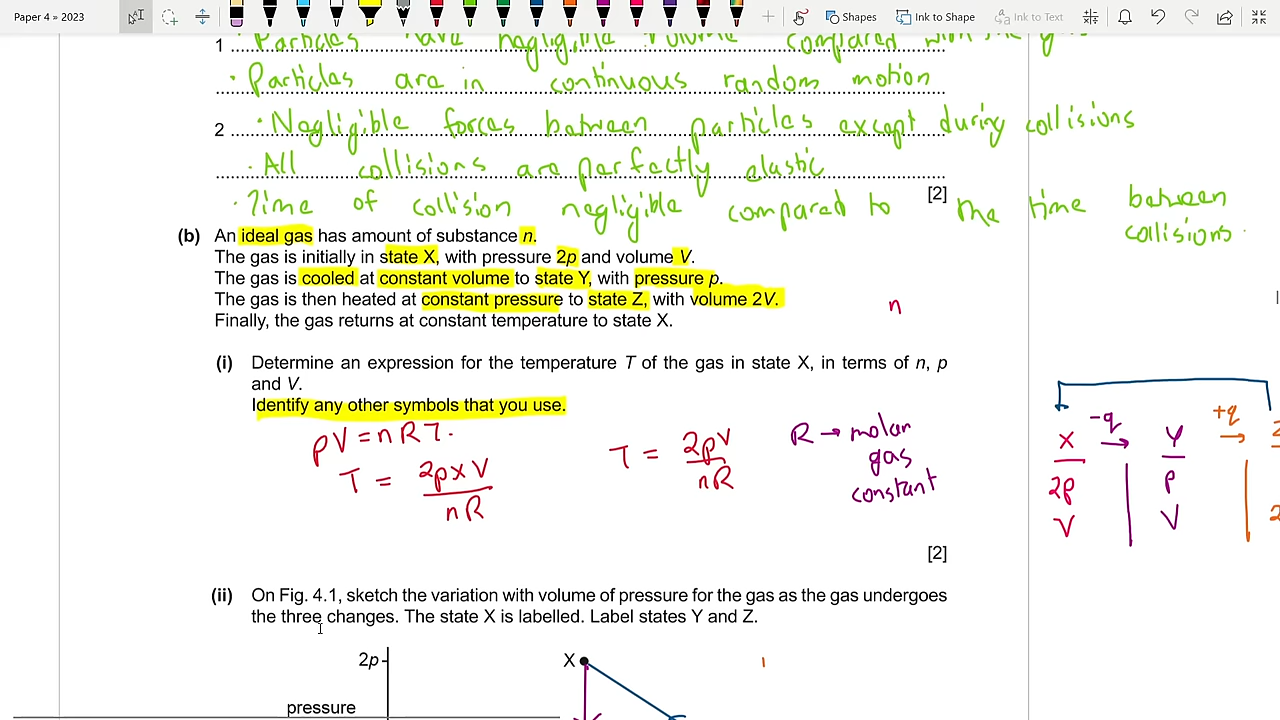 Paper 4 » 2023
Shapes
Ink to Shape
Ink to Text
Particles have negligible volume compared with the
1
· Particles are in continuous random motion
2 · Negligible forces between particles except during collisions
· All collisions are perfectly elastic
[2]
· Time of collision negligible compared to the time between collisions.
(b) An ideal gas has amount of substance n.
The gas is initially in state X, with pressure 2p and volume V.
The gas is cooled at constant volume to state Y, with pressure p.
The gas is then heated at constant pressure to state Z, with volume 2V.
Finally, the gas returns at constant temperature to state X.
n
(i) Determine an expression for the temperature T of the gas in state X, in terms of n, p
and V.
Identify any other symbols that you use.
pV = nRT.
T = 2p×V / nR
T = 2pV / nR
R → molar
gas
constant
-q → +q →
X Y
2p p
V V 2
[2]
(ii) On Fig. 4.1, sketch the variation with volume of pressure for the gas as the gas undergoes
the three changes. The state X is labelled. Label states Y and Z.
2p
X
pressure